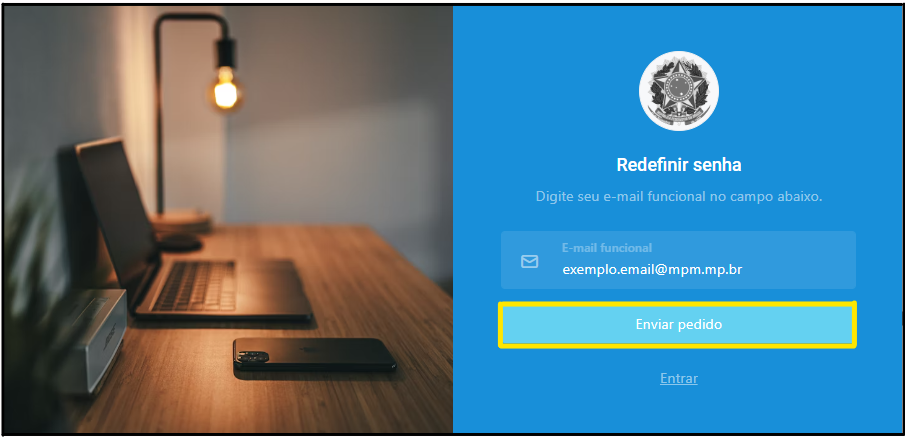 Redefinir senha
Digite seu e-mail funcional no campo abaixo.
E-mail funcional
exemplo.email@mpm.mp.br
Enviar pedido
Entrar